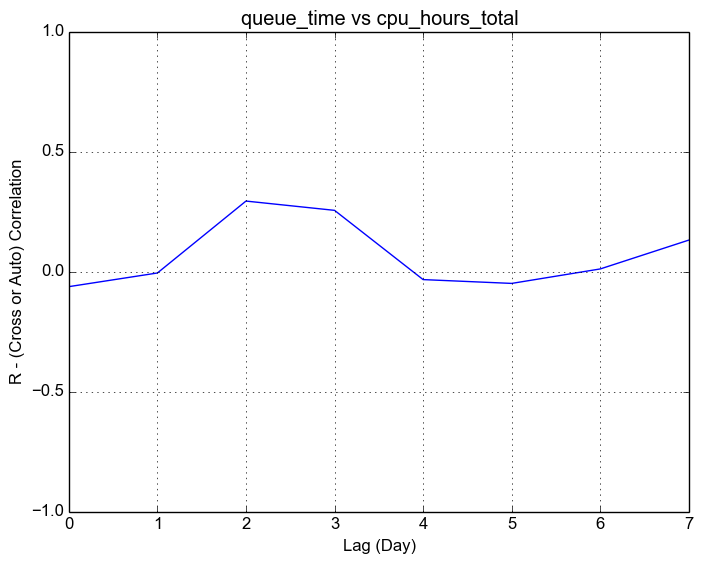 queue_time vs cpu_hours_total
1.0
0.5
0.0
−0.5
−1.0
R - (Cross or Auto) Correlation
0 1 2 3 4 5 6 7
Lag (Day)